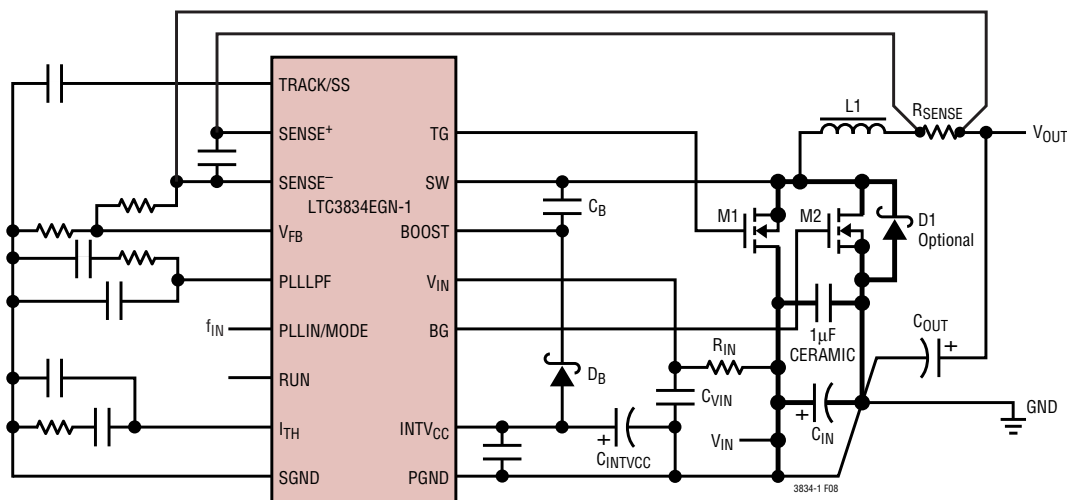 TRACK/SS
SENSE+
SENSE–
LTC3834EGN-1
VFB
PLLLPF
fIN
PLLIN/MODE
RUN
ITH
SGND
TG
SW
BOOST
VIN
BG
INTVCC
PGND
CB
DB
CINTVCC
CVIN
RIN
L1
RSENSE
VOUT
M1
M2
D1
Optional
1µF
CERAMIC
COUT
+
+
CIN
+
VIN
GND
3834-1 F08